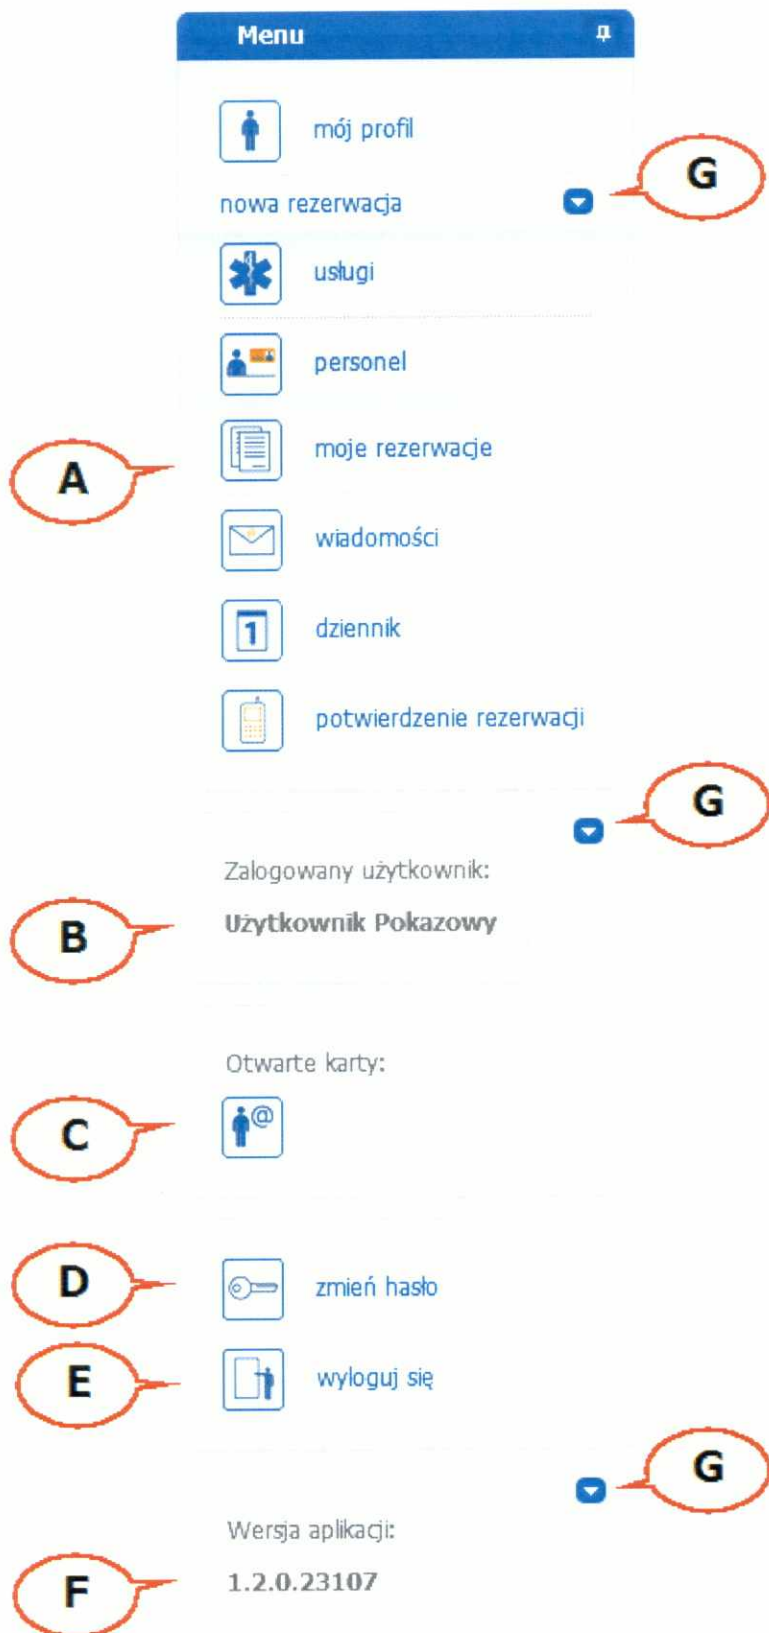 Menu
mój profil
G
nowa rezerwacja
usługi
1
personel
A
moje rezerwacje
wiadomości
dziennik
potwierdzenie rezerwacji
G
Zalogowany użytkownik:
B
Użytkownik Pokazowy
Otwarte karty:
C
@
D
zmień hasło
E
wyloguj się
G
Wersja aplikacji:
F
1.2.0.23107